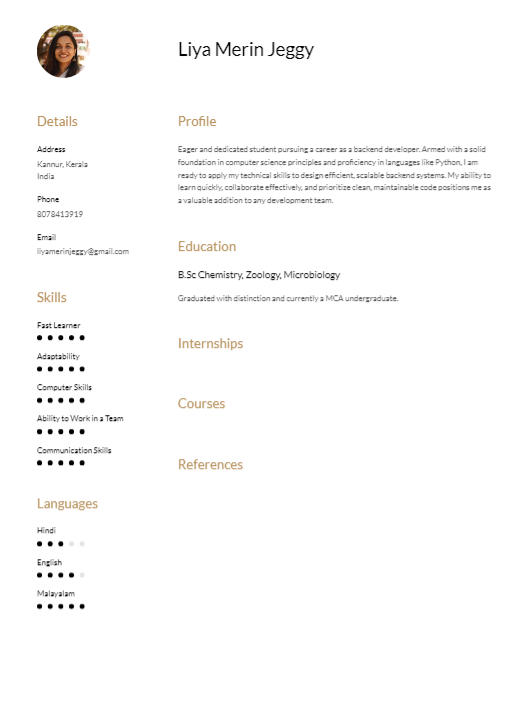 Liya Merin Jeggy
Details
Address
Kannur, Kerala
India
Phone
8078413919
Email
liyamerinjeggy@gmail.com
Skills
Fast Learner
Adaptability
Computer Skills
Ability to Work in a Team
Communication Skills
Languages
Hindi
English
Malayalam
Profile
Eager and dedicated student pursuing a career as a backend developer. Armed with a solid
foundation in computer science principles and proficiency in languages like Python, I am
ready to apply my technical skills to design efficient, scalable backend systems. My ability to
learn quickly, collaborate effectively, and prioritize clean, maintainable code positions me as
a valuable addition to any development team.
Education
B.Sc Chemistry, Zoology, Microbiology
Graduated with distinction and currently a MCA undergraduate.
Internships
Courses
References